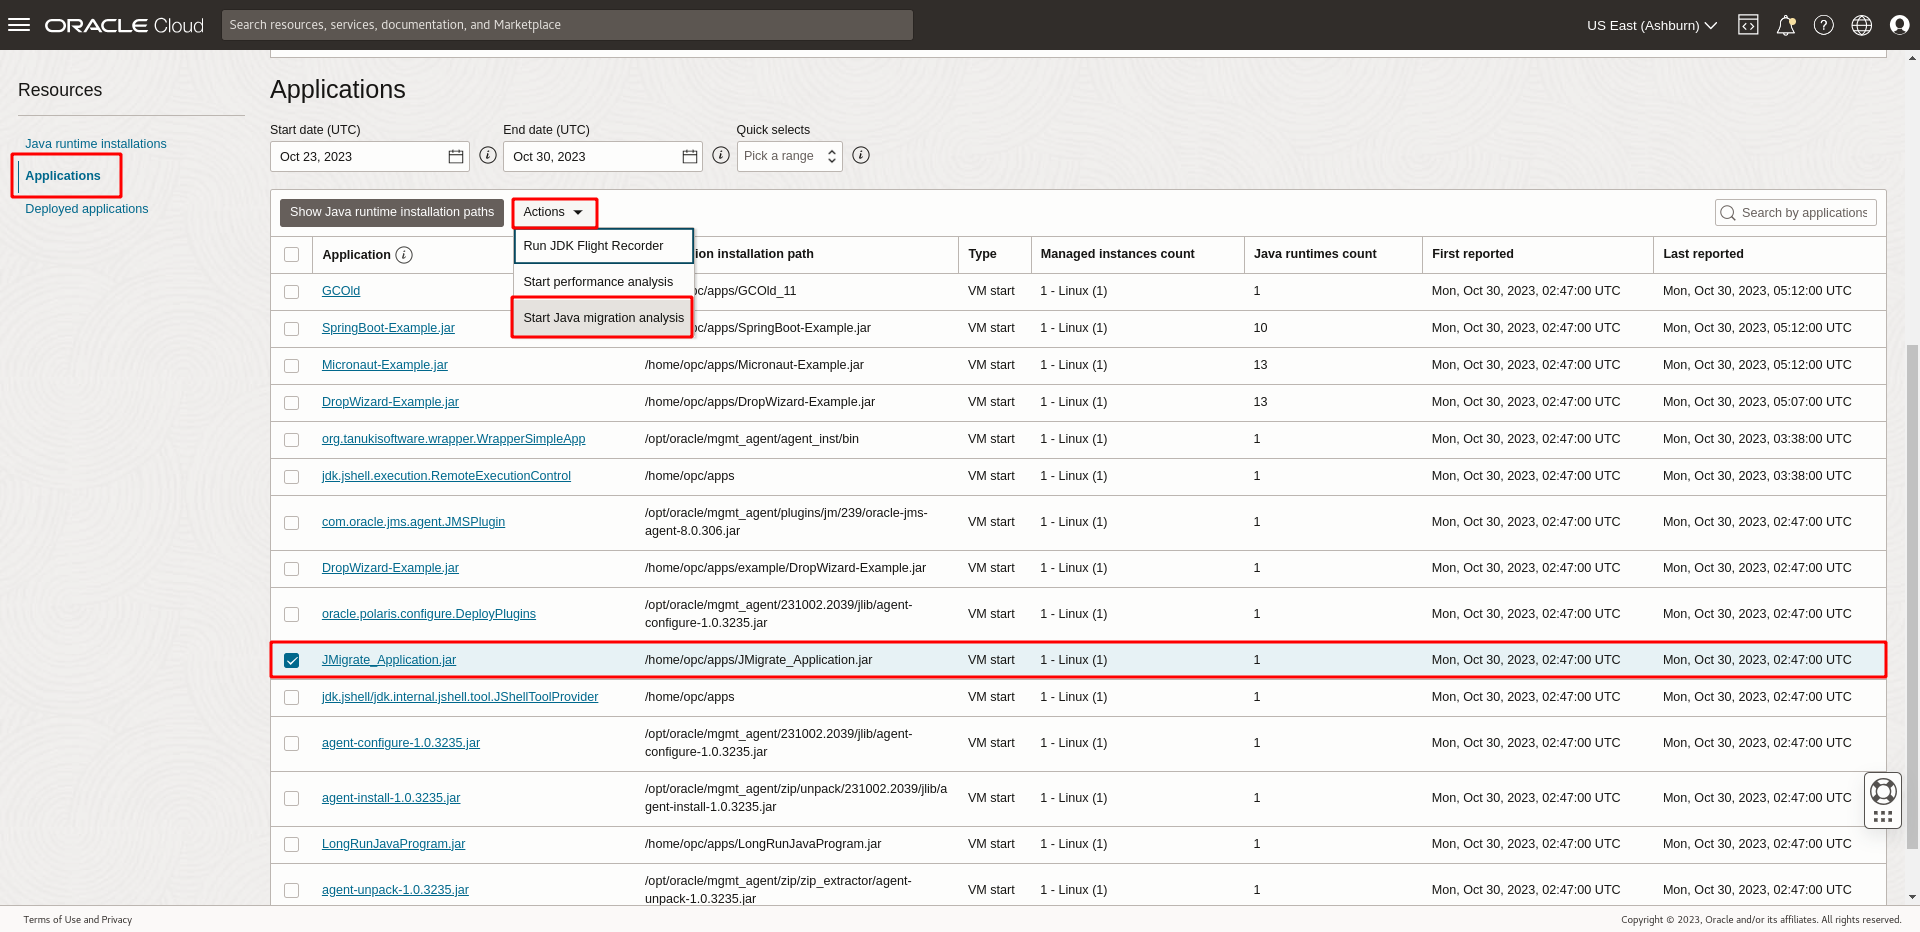 ORACLE Cloud
Search resources, services, documentation, and Marketplace
US East (Ashburn)
Resources
Java runtime installations
Applications
Deployed applications
Applications
Start date (UTC)
End date (UTC)
Quick selects
Oct 23, 2023
Oct 30, 2023
Pick a range
Show Java runtime installation paths
Actions
Search by applications
Run JDK Flight Recorder
Start performance analysis
Start Java migration analysis
Application ion installation path Type Managed instances count Java runtimes count First reported Last reported
GCOld oc/apps/GCOld_11 VM start 1 - Linux (1) 1 Mon, Oct 30, 2023, 02:47:00 UTC Mon, Oct 30, 2023, 05:12:00 UTC
SpringBoot-Example.jar oc/apps/SpringBoot-Example.jar VM start 1 - Linux (1) 10 Mon, Oct 30, 2023, 02:47:00 UTC Mon, Oct 30, 2023, 05:12:00 UTC
Micronaut-Example.jar /home/opc/apps/Micronaut-Example.jar VM start 1 - Linux (1) 13 Mon, Oct 30, 2023, 02:47:00 UTC Mon, Oct 30, 2023, 05:12:00 UTC
DropWizard-Example.jar /home/opc/apps/DropWizard-Example.jar VM start 1 - Linux (1) 13 Mon, Oct 30, 2023, 02:47:00 UTC Mon, Oct 30, 2023, 05:07:00 UTC
org.tanukisoftware.wrapper.WrapperSimpleApp /opt/oracle/mgmt_agent/agent_inst/bin VM start 1 - Linux (1) 1 Mon, Oct 30, 2023, 02:47:00 UTC Mon, Oct 30, 2023, 03:38:00 UTC
jdk.jshell.execution.RemoteExecutionControl /home/opc/apps VM start 1 - Linux (1) 1 Mon, Oct 30, 2023, 02:47:00 UTC Mon, Oct 30, 2023, 03:38:00 UTC
com.oracle.jms.agent.JMSPlugin /opt/oracle/mgmt_agent/plugins/jm/239/oracle-jms-
agent-8.0.306.jar VM start 1 - Linux (1) 1 Mon, Oct 30, 2023, 02:47:00 UTC Mon, Oct 30, 2023, 02:47:00 UTC
DropWizard-Example.jar /home/opc/apps/example/DropWizard-Example.jar VM start 1 - Linux (1) 1 Mon, Oct 30, 2023, 02:47:00 UTC Mon, Oct 30, 2023, 02:47:00 UTC
oracle.polaris.configure.DeployPlugins /opt/oracle/mgmt_agent/231002.2039/jlib/agent-
configure-1.0.3235.jar VM start 1 - Linux (1) 1 Mon, Oct 30, 2023, 02:47:00 UTC Mon, Oct 30, 2023, 02:47:00 UTC
JMigrate_Application.jar /home/opc/apps/JMigrate_Application.jar VM start 1 - Linux (1) 1 Mon, Oct 30, 2023, 02:47:00 UTC Mon, Oct 30, 2023, 02:47:00 UTC
jdk.jshell/jdk.internal.jshell.tool.JShellToolProvider /home/opc/apps VM start 1 - Linux (1) 1 Mon, Oct 30, 2023, 02:47:00 UTC Mon, Oct 30, 2023, 02:47:00 UTC
agent-configure-1.0.3235.jar /opt/oracle/mgmt_agent/231002.2039/jlib/agent-
configure-1.0.3235.jar VM start 1 - Linux (1) 1 Mon, Oct 30, 2023, 02:47:00 UTC Mon, Oct 30, 2023, 02:47:00 UTC
agent-install-1.0.3235.jar /opt/oracle/mgmt_agent/zip/unpack/231002.2039/jlib/a
gent-install-1.0.3235.jar VM start 1 - Linux (1) 1 Mon, Oct 30, 2023, 02:47:00 UTC Mon, Oct 30, 2023, 02:47:00 UTC
LongRunJavaProgram.jar /home/opc/apps/LongRunJavaProgram.jar VM start 1 - Linux (1) 1 Mon, Oct 30, 2023, 02:47:00 UTC Mon, Oct 30, 2023, 02:47:00 UTC
agent-unpack-1.0.3235.jar /opt/oracle/mgmt_agent/zip/zip_extractor/agent-
unpack-1.0.3235.jar VM start 1 - Linux (1) 1 Mon, Oct 30, 2023, 02:47:00 UTC Mon, Oct 30, 2023, 02:47:00 UTC
Terms of Use and Privacy
Copyright © 2023, Oracle and/or its affiliates. All rights reserved.